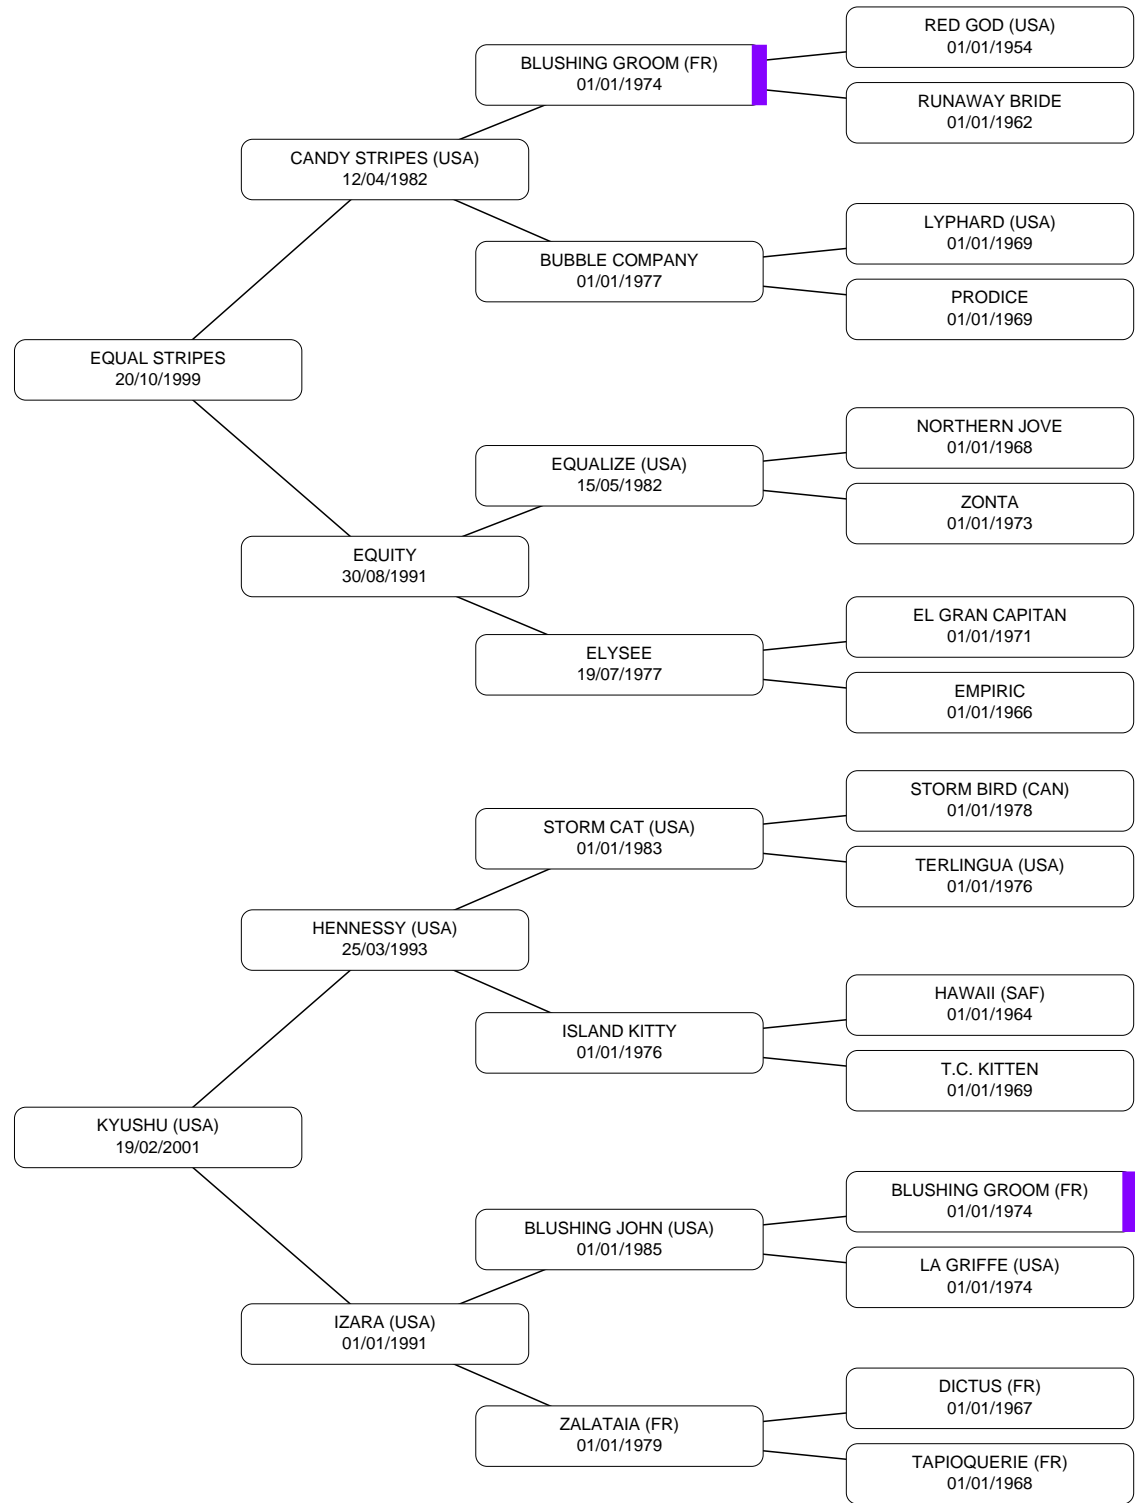 RED GOD (USA)
01/01/1954
BLUSHING GROOM (FR)
01/01/1974
RUNAWAY BRIDE
01/01/1962
CANDY STRIPES (USA)
12/04/1982
LYPHARD (USA)
01/01/1969
BUBBLE COMPANY
01/01/1977
PRODICE
01/01/1969
EQUAL STRIPES
20/10/1999
NORTHERN JOVE
01/01/1968
EQUALIZE (USA)
15/05/1982
ZONTA
01/01/1973
EQUITY
30/08/1991
EL GRAN CAPITAN
01/01/1971
ELYSEE
19/07/1977
EMPIRIC
01/01/1966
STORM BIRD (CAN)
01/01/1978
STORM CAT (USA)
01/01/1983
TERLINGUA (USA)
01/01/1976
HENNESSY (USA)
25/03/1993
HAWAII (SAF)
01/01/1964
ISLAND KITTY
01/01/1976
T.C. KITTEN
01/01/1969
KYUSHU (USA)
19/02/2001
BLUSHING GROOM (FR)
01/01/1974
BLUSHING JOHN (USA)
01/01/1985
LA GRIFFE (USA)
01/01/1974
IZARA (USA)
01/01/1991
DICTUS (FR)
01/01/1967
ZALATAIA (FR)
01/01/1979
TAPIOQUERIE (FR)
01/01/1968